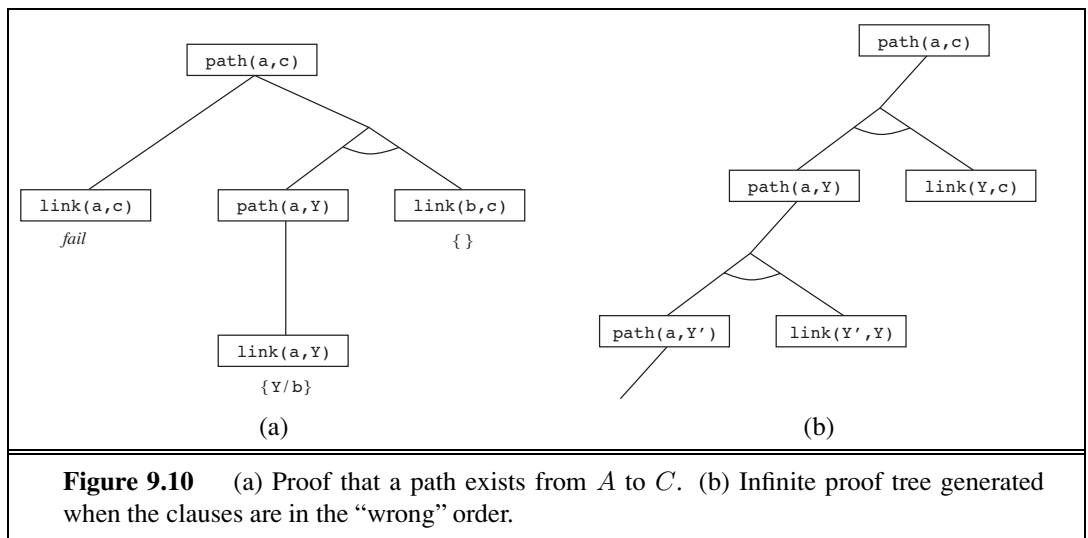 path(a,c)
link(a,c)
path(a,Y)
link(b,c)
fail
{ }
link(a,Y)
{Y/b}
(a)
path(a,c)
path(a,Y)
link(Y,c)
path(a,Y')
link(Y',Y)
(b)
Figure 9.10 (a) Proof that a path exists from A to C. (b) Infinite proof tree generated
when the clauses are in the “wrong” order.